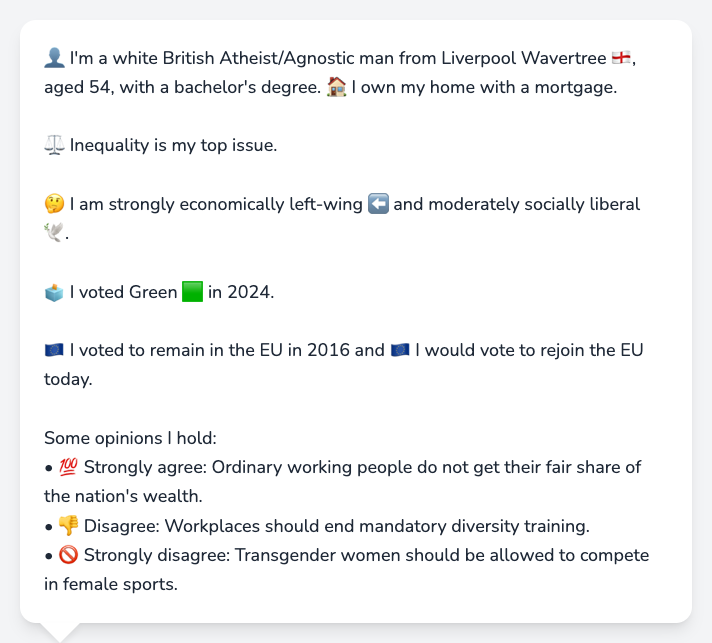 👤 I'm a white British Atheist/Agnostic man from Liverpool Wavertree 🏴󠁧󠁢󠁥󠁮󠁧󠁿,
aged 54, with a bachelor's degree. 🏠 I own my home with a mortgage.
⚖️ Inequality is my top issue.
🤔 I am strongly economically left-wing ⬅️ and moderately socially liberal
🕊️.
🗳️ I voted Green 🟩 in 2024.
🇪🇺 I voted to remain in the EU in 2016 and 🇪🇺 I would vote to rejoin the EU
today.
Some opinions I hold:
• 💯 Strongly agree: Ordinary working people do not get their fair share of
the nation's wealth.
• 👎 Disagree: Workplaces should end mandatory diversity training.
• 🚫 Strongly disagree: Transgender women should be allowed to compete
in female sports.